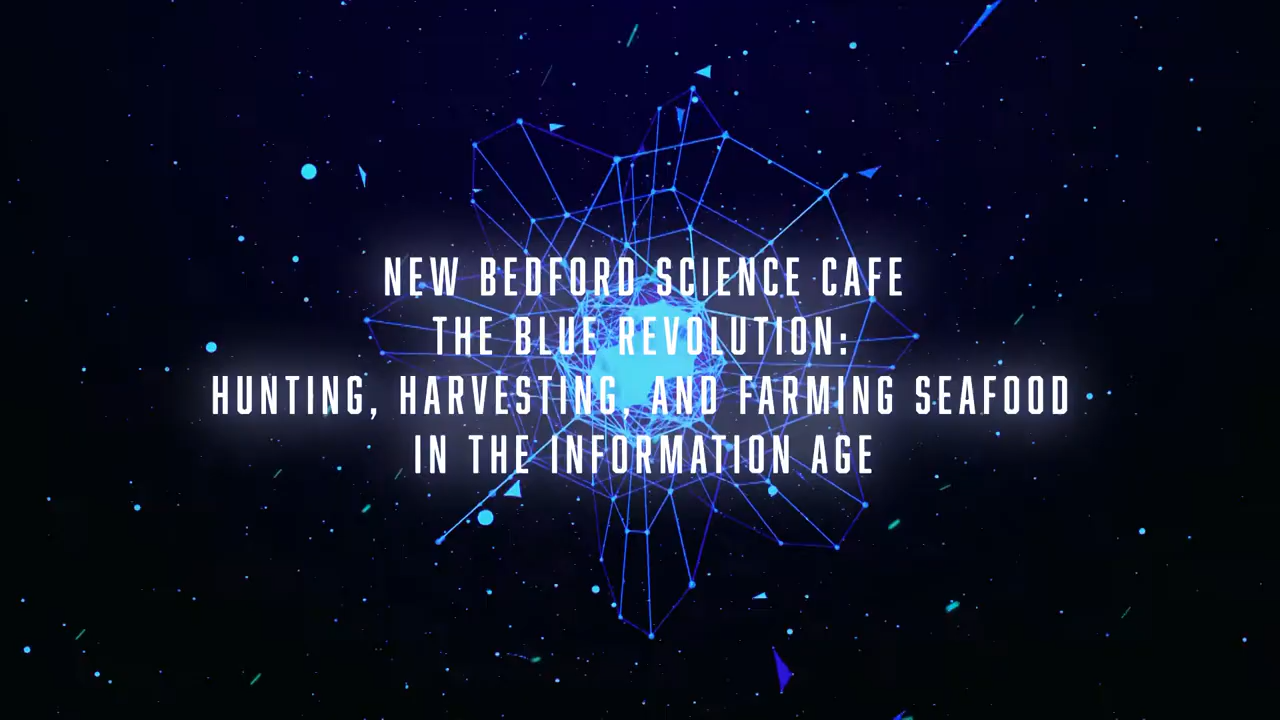 NEW BEDFORD SCIENCE CAFE
THE BLUE REVOLUTION:
HUNTING, HARVESTING, AND FARMING SEAFOOD
IN THE INFORMATION AGE